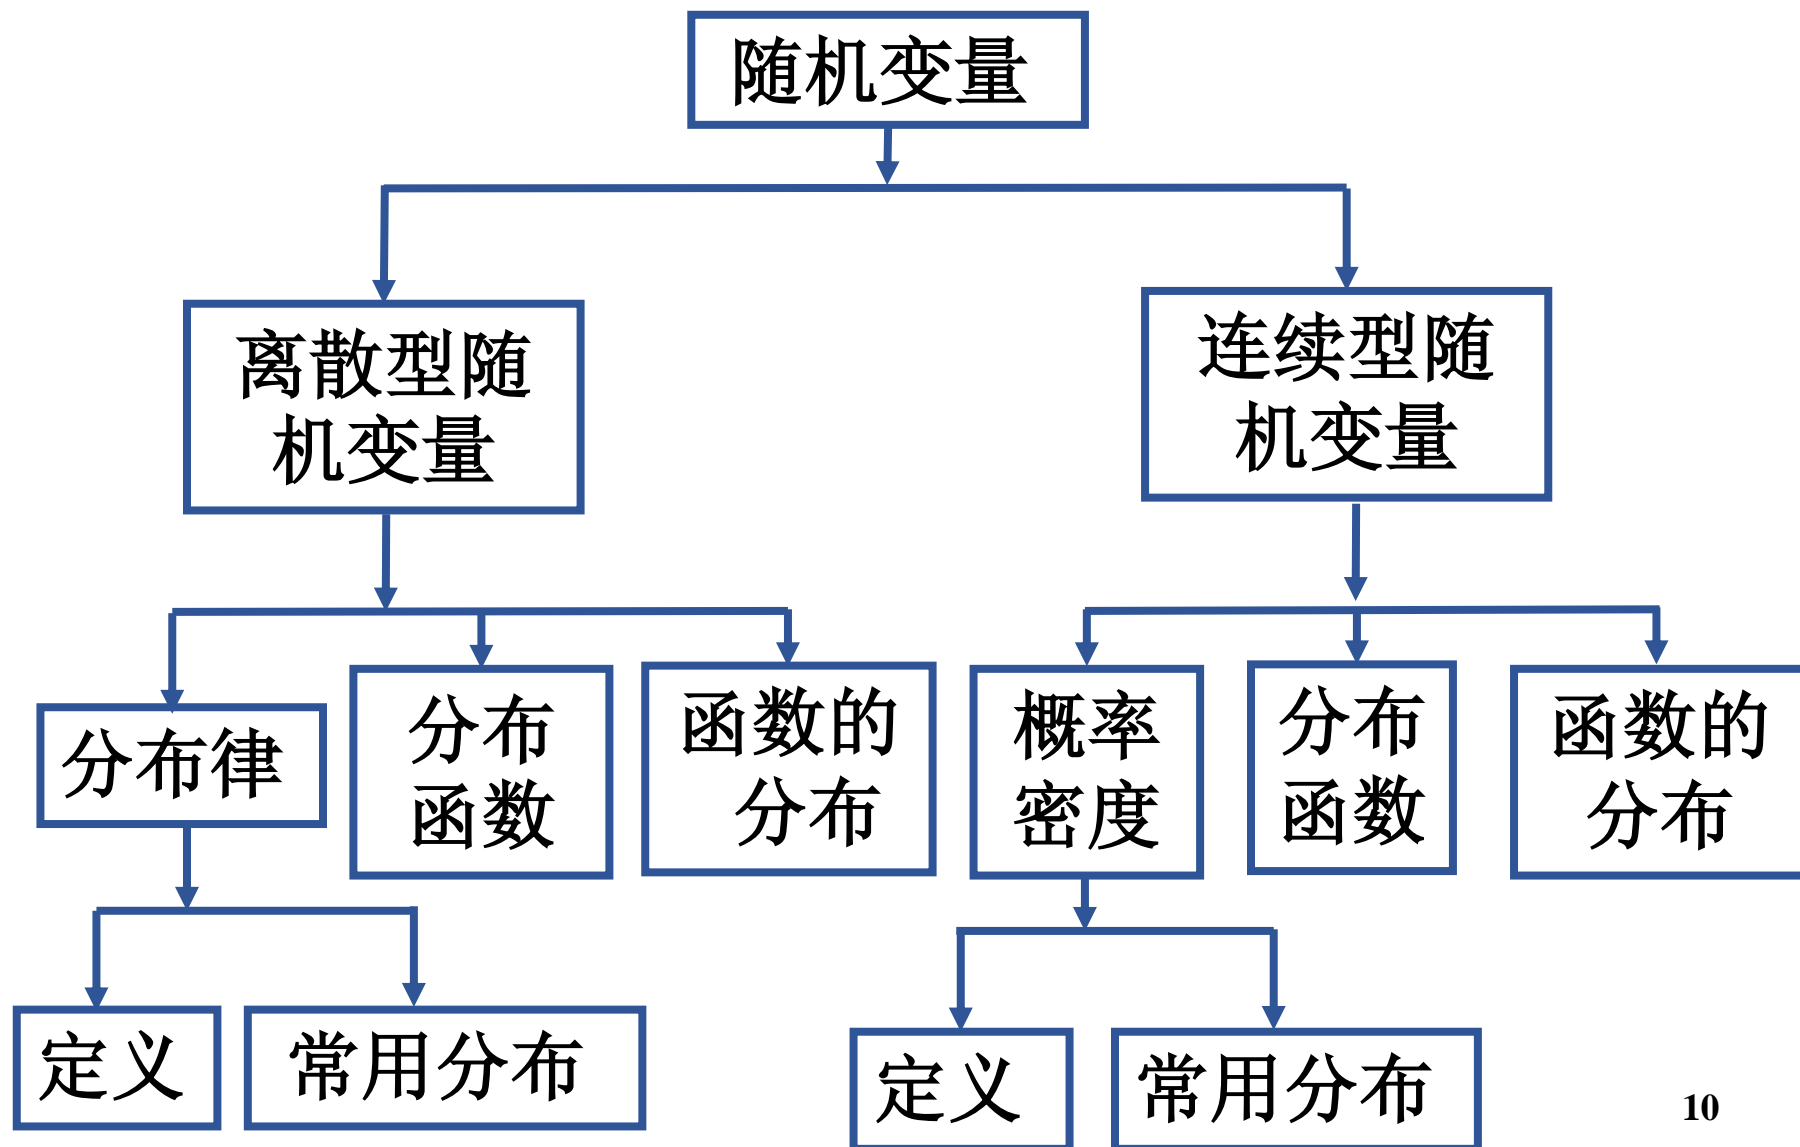 随机变量
离散型随
机变量
连续型随
机变量
分布律
分布
函数
函数的
分布
概率
密度
分布
函数
函数的
分布
定义
常用分布
定义
常用分布
10